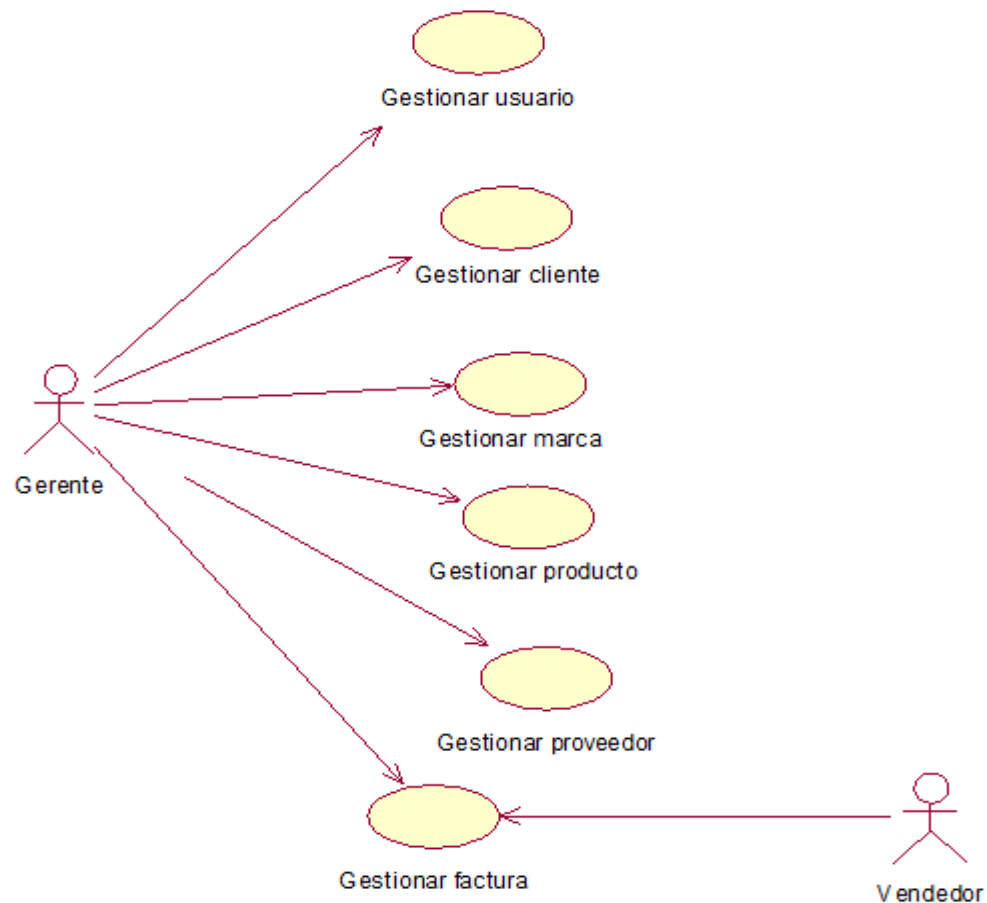 Gestionar usuario
Gestionar cliente
Gestionar marca
Gerente
Gestionar producto
Gestionar proveedor
Gestionar factura
Vendedor